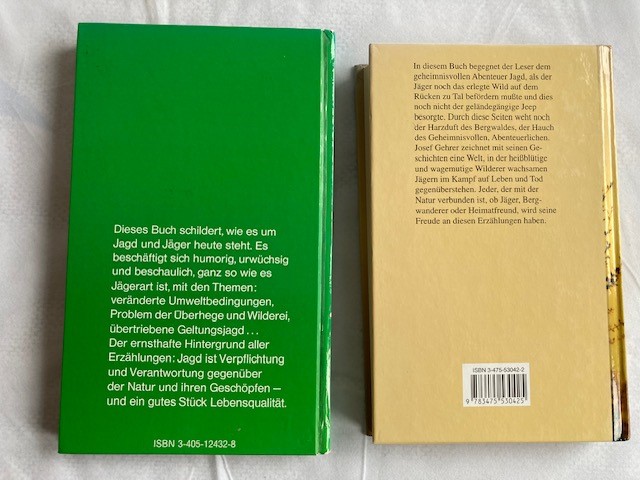 Dieses Buch schildert, wie es um
Jagd und Jäger heute steht. Es
beschäftigt sich humorig, urwüchsig
und beschaulich, ganz so wie es
Jägerart ist, mit den Themen:
veränderte Umweltbedingungen,
Problem der Überhege und Wilderei,
übertriebene Geltungsjagd ...
Der ernsthafte Hintergrund aller
Erzählungen: Jagd ist Verpflichtung
und Verantwortung gegenüber
der Natur und ihren Geschöpfen –
und ein gutes Stück Lebensqualität.
ISBN 3-405-12432-8
In diesem Buch begegnet der Leser dem
geheimnisvollen Abenteuer Jagd, als der
Jäger noch das erlegte Wild auf dem
Rücken zu Tal befördern mußte und dies
noch nicht der geländegängige Jeep
besorgte. Durch diese Seiten weht noch
der Harzduft des Bergwaldes, der Hauch
des Geheimnisvollen, Abenteuerlichen.
Josef Gehrer zeichnet mit seinen Ge-
schichten eine Welt, in der heißblütige
und wagemutige Wilderer wachsamen
Jägern im Kampf auf Leben und Tod
gegenüberstehen. Jeder, der mit der
Natur verbunden ist, ob Jäger, Berg-
wanderer oder Heimatfreund, wird seine
Freude an diesen Erzählungen haben.
ISBN 3-475-53042-2
9 783475 530425